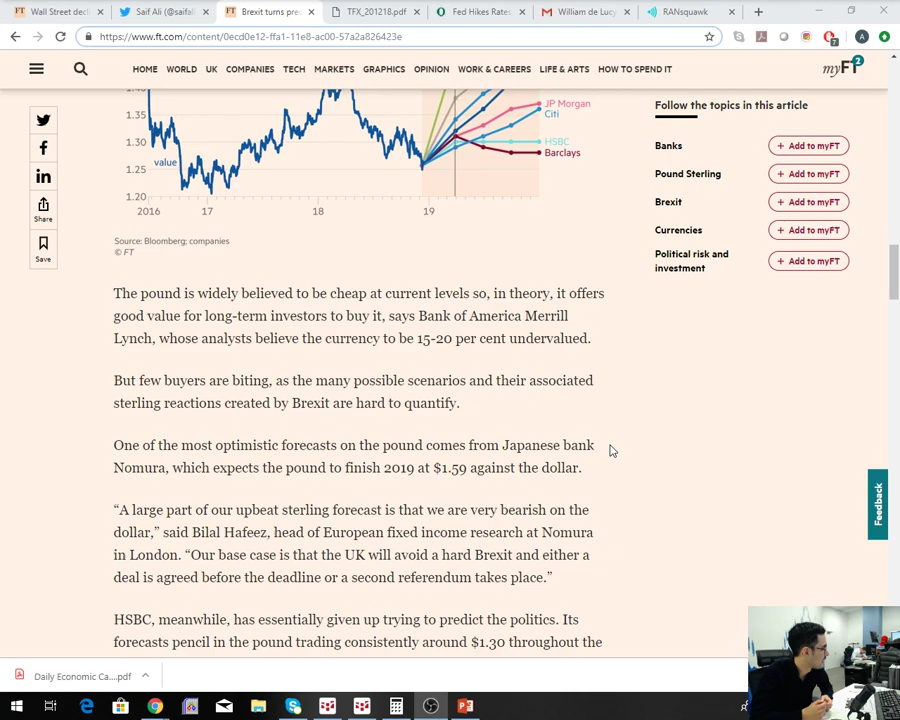 Wall Street decli
Saif Ali (@saifal
Brexit turns pred
TFX_201218.pdf
Fed Hikes Rates
William de Lucy
RANsquawk
https://www.ft.com/content/0ecd0e12-ffa1-11e8-ac00-57a2a826423e
HOME WORLD UK COMPANIES TECH MARKETS GRAPHICS OPINION WORK & CAREERS LIFE & ARTS HOW TO SPEND IT
myFT 2
1.40
1.35
1.30
1.25
1.20
value
JP Morgan
Citi
HSBC
Barclays
2016 17 18 19
Source: Bloomberg; companies
© FT
Share
Save
Follow the topics in this article
Banks + Add to myFT
Pound Sterling + Add to myFT
Brexit + Add to myFT
Currencies + Add to myFT
Political risk and
investment + Add to myFT
The pound is widely believed to be cheap at current levels so, in theory, it offers
good value for long-term investors to buy it, says Bank of America Merrill
Lynch, whose analysts believe the currency to be 15-20 per cent undervalued.
But few buyers are biting, as the many possible scenarios and their associated
sterling reactions created by Brexit are hard to quantify.
One of the most optimistic forecasts on the pound comes from Japanese bank
Nomura, which expects the pound to finish 2019 at $1.59 against the dollar.
“A large part of our upbeat sterling forecast is that we are very bearish on the
dollar,” said Bilal Hafeez, head of European fixed income research at Nomura
in London. “Our base case is that the UK will avoid a hard Brexit and either a
deal is agreed before the deadline or a second referendum takes place.”
HSBC, meanwhile, has essentially given up trying to predict the politics. Its
forecasts pencil in the pound trading consistently around $1.30 throughout the
Feedback
Daily Economic Ca....pdf